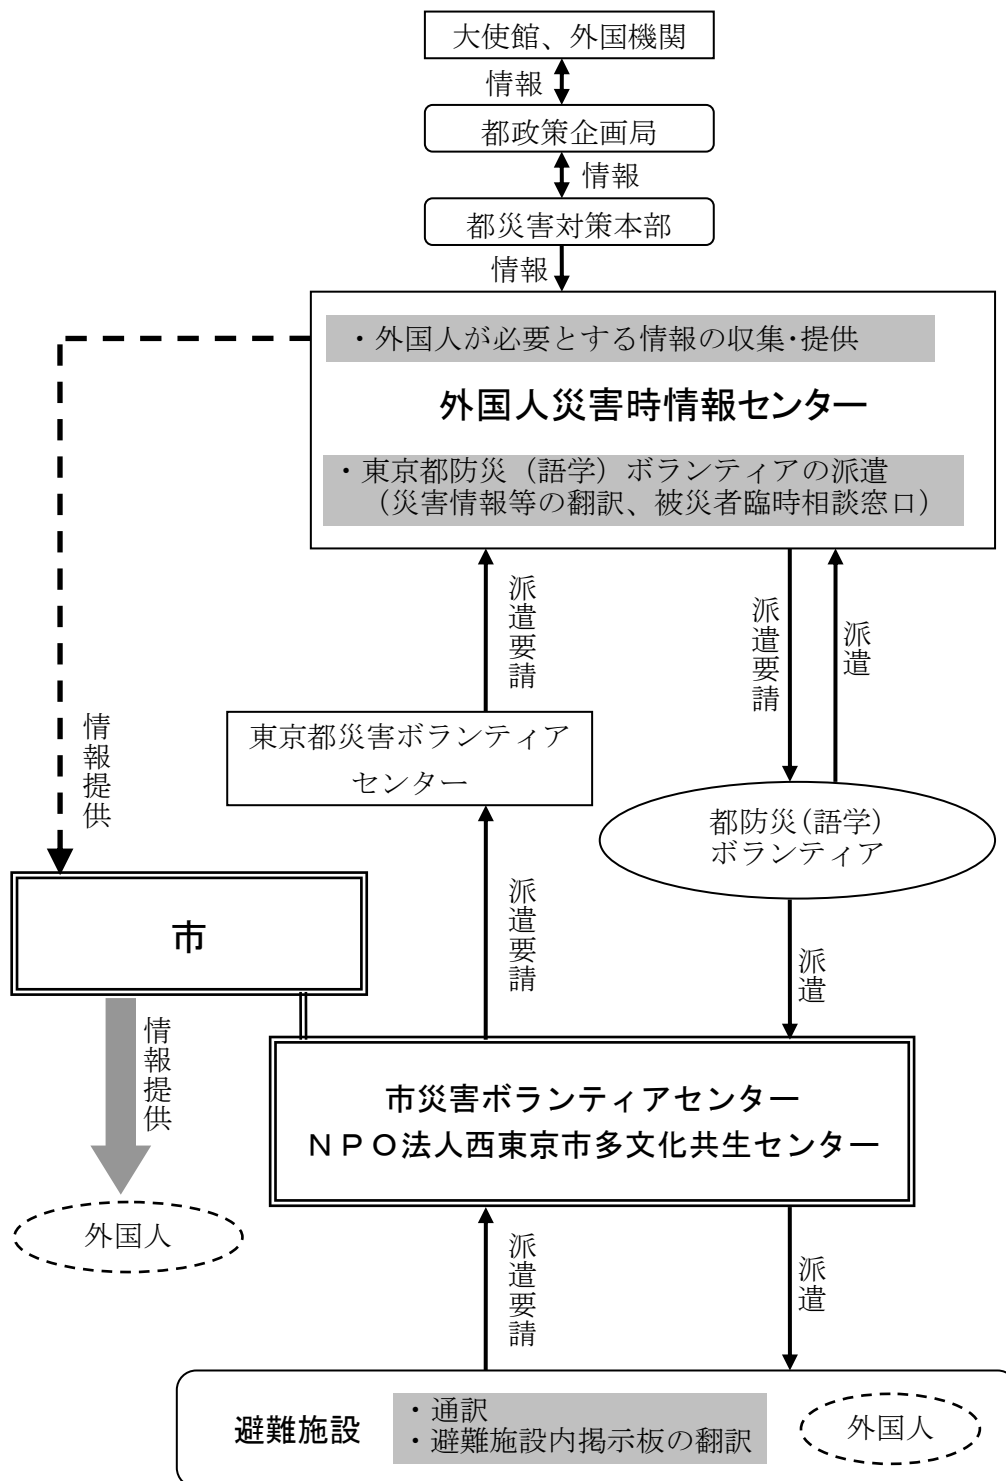 大使館、外国機関
情報
都政策企画局
情報
都災害対策本部
情報
・外国人が必要とする情報の収集・提供
外国人災害時情報センター
・東京都防災（語学）ボランティアの派遣
（災害情報等の翻訳、被災者臨時相談窓口）
派遣要請
派遣要請
派遣
情報提供
東京都災害ボランティア
センター
都防災(語学)
ボランティア
市
派遣要請
派遣
情報提供
市災害ボランティアセンター
ＮＰＯ法人西東京市多文化共生センター
外国人
派遣要請
派遣
避難施設
・通訳
・避難施設内掲示板の翻訳
外国人